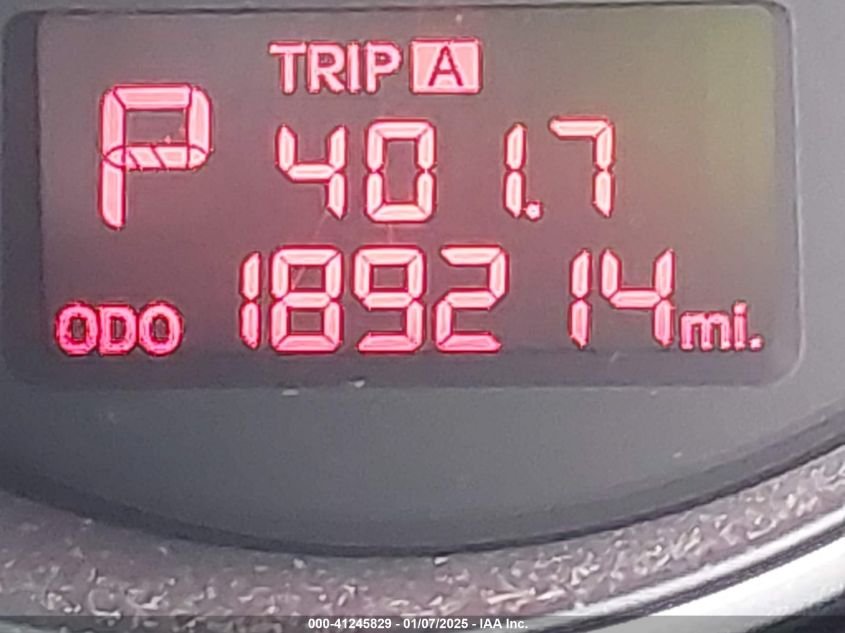 TRIP A
P 401.7
ODO 189214 mi.
000-41245829 - 01/07/2025 - IAA Inc.